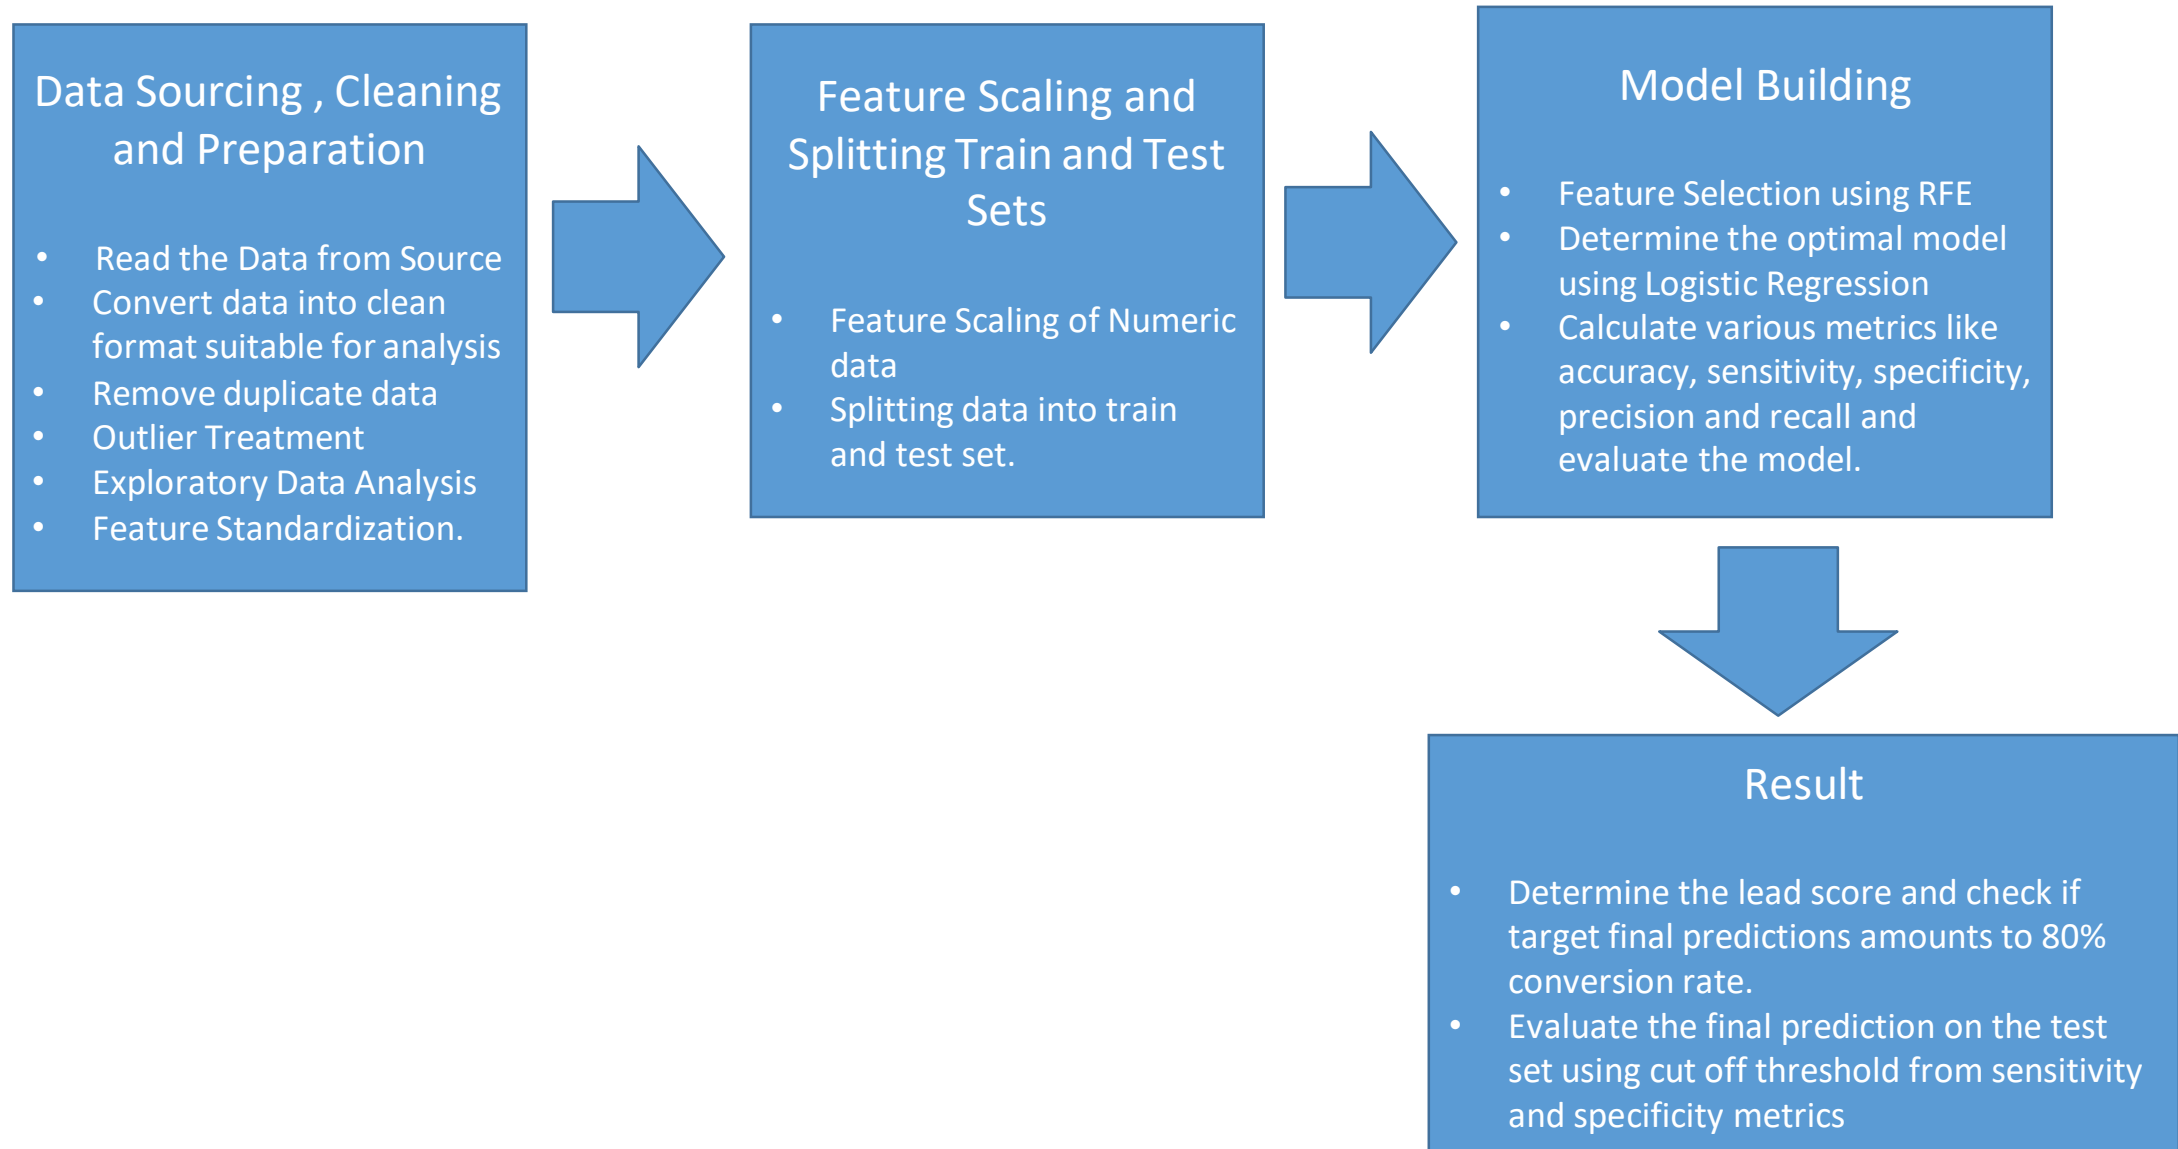 Data Sourcing , Cleaning
and Preparation
• Read the Data from Source
• Convert data into clean
format suitable for analysis
• Remove duplicate data
• Outlier Treatment
• Exploratory Data Analysis
• Feature Standardization.
Feature Scaling and
Splitting Train and Test
Sets
• Feature Scaling of Numeric
data
• Splitting data into train
and test set.
Model Building
• Feature Selection using RFE
• Determine the optimal model
using Logistic Regression
• Calculate various metrics like
accuracy, sensitivity, specificity,
precision and recall and
evaluate the model.
Result
• Determine the lead score and check if
target final predictions amounts to 80%
conversion rate.
• Evaluate the final prediction on the test
set using cut off threshold from sensitivity
and specificity metrics